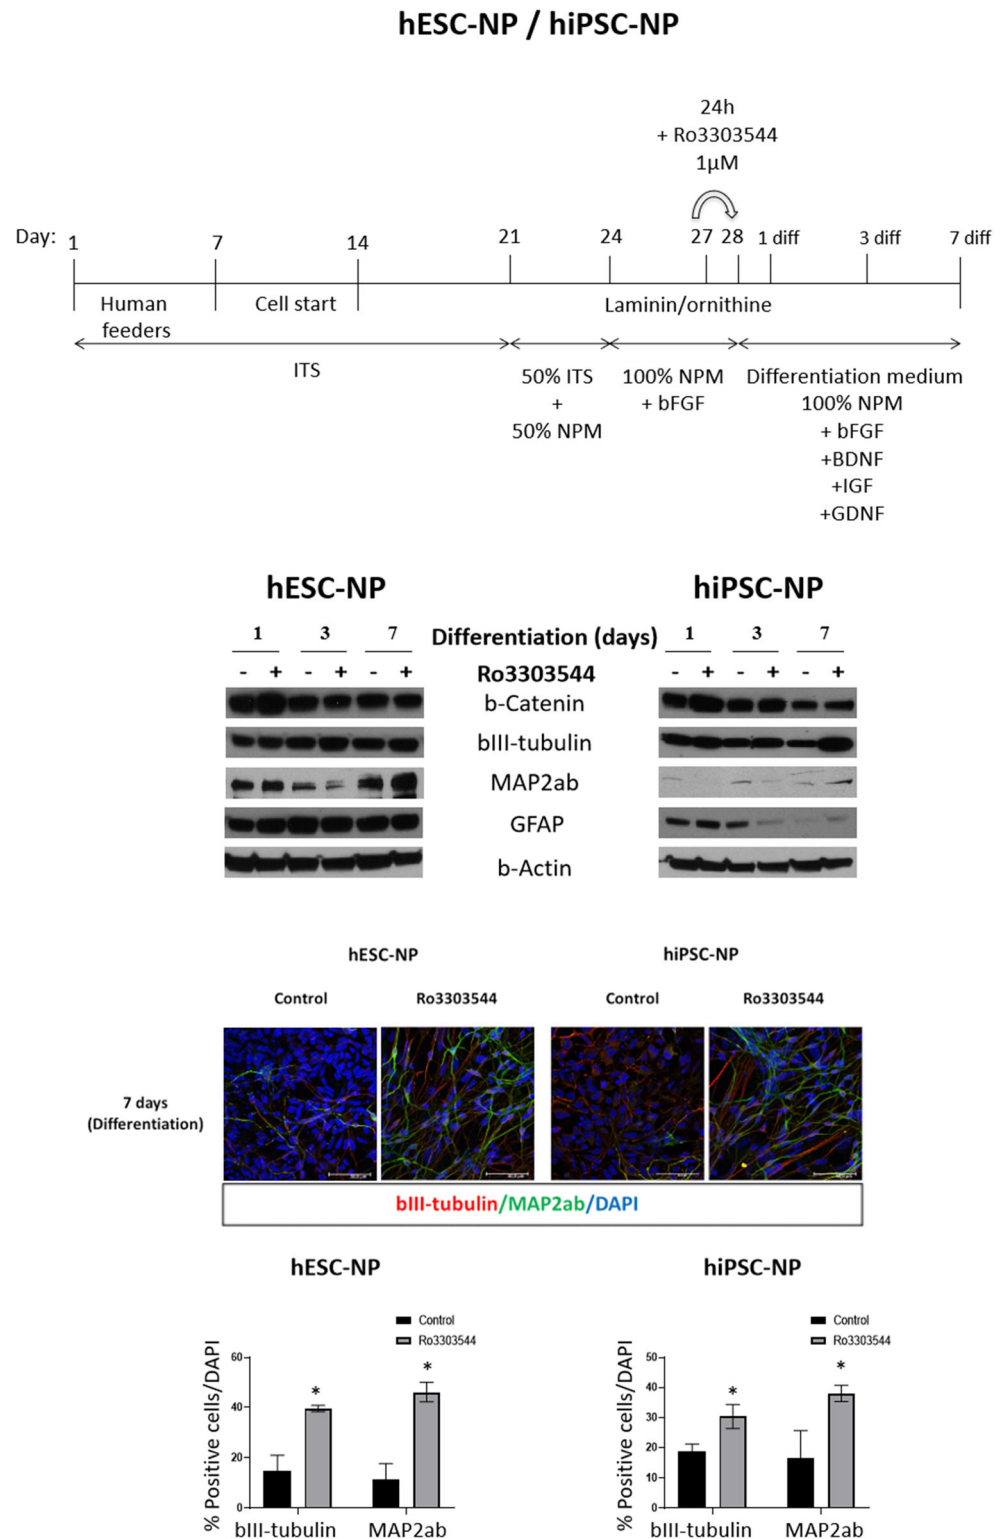 hESC-NP / hiPSC-NP
24h
+ Ro3303544
1µM
Day: 1 7 14 21 24 27 28 1 diff 3 diff 7 diff
Human feeders
Cell start
Laminin/ornithine
ITS
50% ITS
+
50% NPM
100% NPM
+ bFGF
Differentiation medium
100% NPM
+ bFGF
+BDNF
+IGF
+GDNF
hESC-NP hiPSC-NP
1 3 7 Differentiation (days) 1 3 7
- + - + - + Ro3303544 - + - + - +
b-Catenin
bIII-tubulin
MAP2ab
GFAP
b-Actin
hESC-NP hiPSC-NP
Control Ro3303544 Control Ro3303544
7 days
(Differentiation)
bIII-tubulin/MAP2ab/DAPI
hESC-NP
Control
Ro3303544
% Positive cells/DAPI
60
40
20
0
* *
bIII-tubulin MAP2ab
hiPSC-NP
Control
Ro3303544
% Positive cells/DAPI
50
40
30
20
10
0
* *
bIII-tubulin MAP2ab